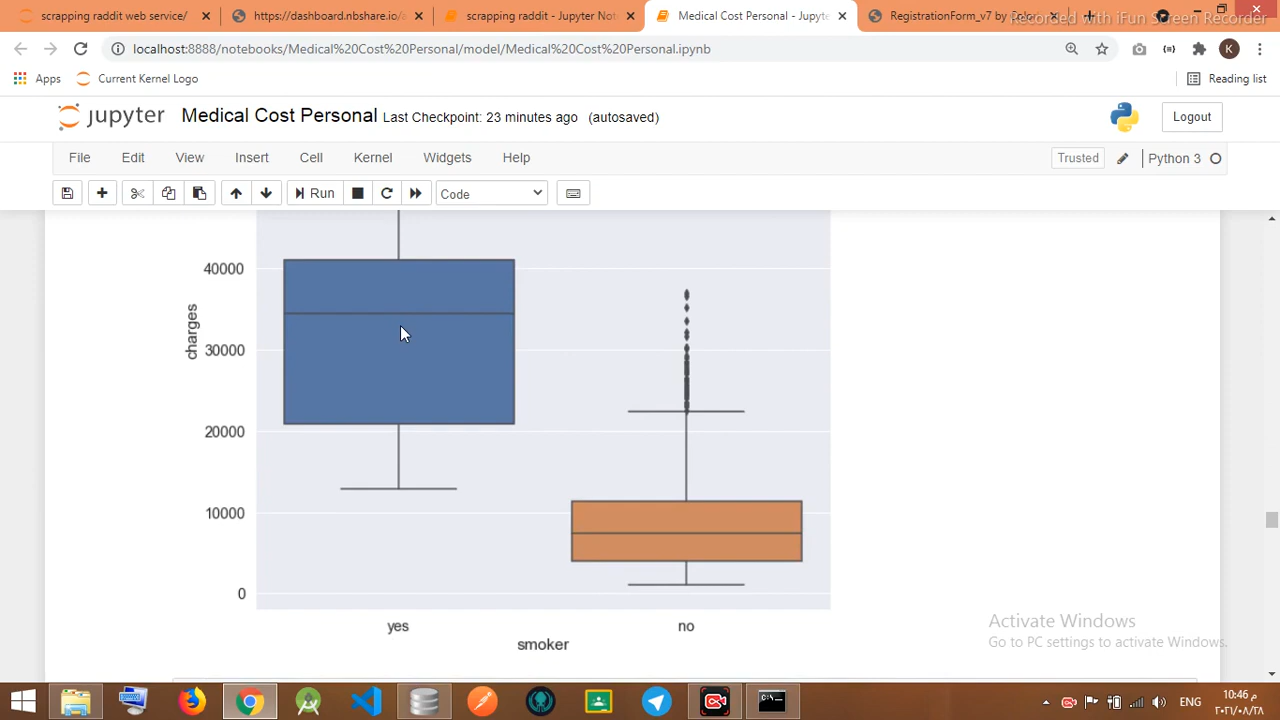 scrapping raddit web service/
https://dashboard.nbshare.io/
scrapping raddit - Jupyter Not
Medical Cost Personal - Jupyte
RegistrationForm_v7 by Colo
Recorded with iFun Screen Recorder
localhost:8888/notebooks/Medical%20Cost%20Personal/model/Medical%20Cost%20Personal.ipynb
K
Apps
Current Kernel Logo
Reading list
jupyter
Medical Cost Personal
Last Checkpoint: 23 minutes ago
(autosaved)
Logout
File
Edit
View
Insert
Cell
Kernel
Widgets
Help
Trusted
Python 3
Run
Code
40000
30000
20000
10000
0
charges
yes
no
smoker
Activate Windows
Go to PC settings to activate Windows.
ENG
10:46 م
٢٠٢١/٠٨/٢٨